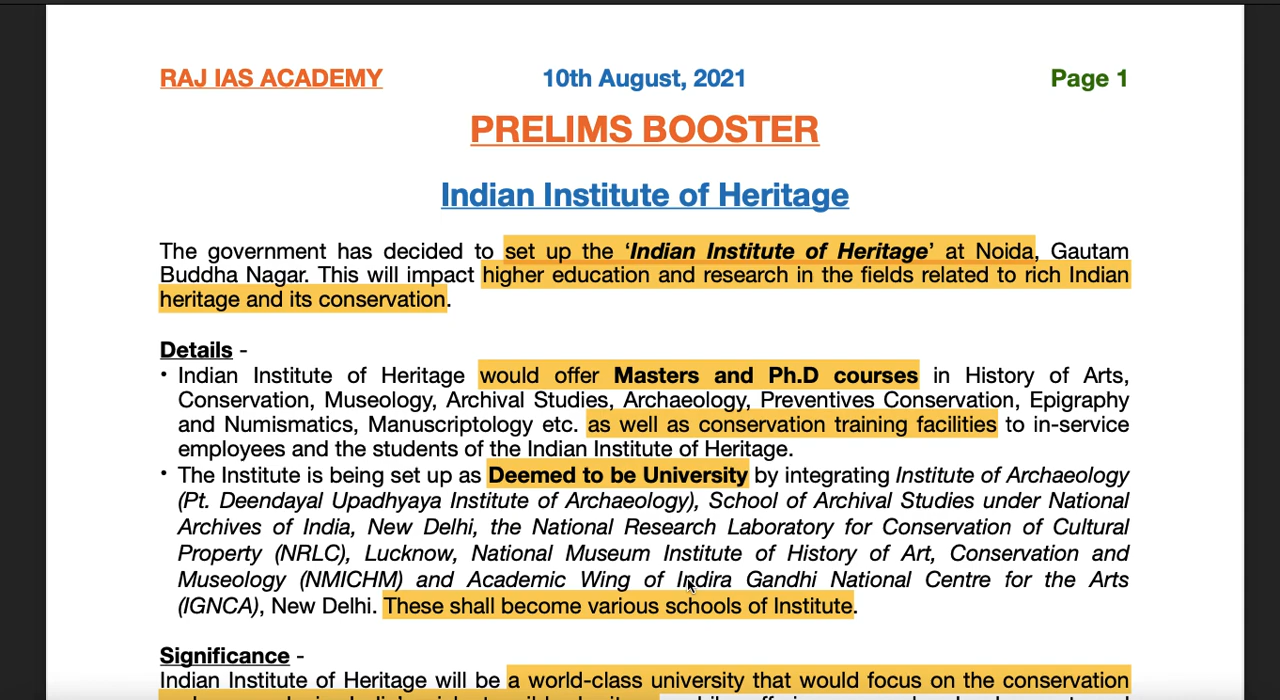 RAJ IAS ACADEMY 10th August, 2021 Page 1
PRELIMS BOOSTER
Indian Institute of Heritage
The government has decided to set up the ‘Indian Institute of Heritage’ at Noida, Gautam
Buddha Nagar. This will impact higher education and research in the fields related to rich Indian
heritage and its conservation.
Details -
• Indian Institute of Heritage would offer Masters and Ph.D courses in History of Arts,
Conservation, Museology, Archival Studies, Archaeology, Preventives Conservation, Epigraphy
and Numismatics, Manuscriptology etc. as well as conservation training facilities to in-service
employees and the students of the Indian Institute of Heritage.
• The Institute is being set up as Deemed to be University by integrating Institute of Archaeology
(Pt. Deendayal Upadhyaya Institute of Archaeology), School of Archival Studies under National
Archives of India, New Delhi, the National Research Laboratory for Conservation of Cultural
Property (NRLC), Lucknow, National Museum Institute of History of Art, Conservation and
Museology (NMICHM) and Academic Wing of Indira Gandhi National Centre for the Arts
(IGNCA), New Delhi. These shall become various schools of Institute.
Significance -
Indian Institute of Heritage will be a world-class university that would focus on the conservation